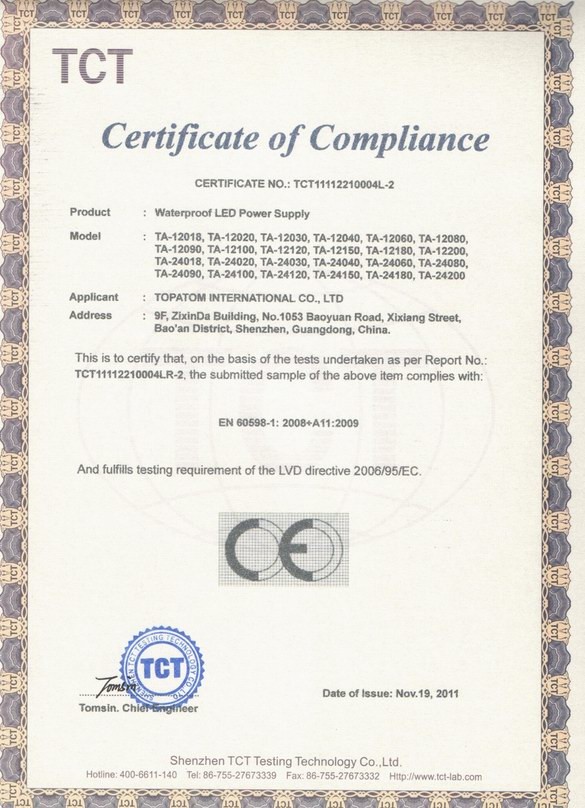 TCT
Certificate of Compliance
CERTIFICATE NO.: TCT11112210004L-2
Product : Waterproof LED Power Supply
Model : TA-12018, TA-12020, TA-12030, TA-12040, TA-12060, TA-12080,
TA-12090, TA-12100, TA-12120, TA-12150, TA-12180, TA-12200,
TA-24018, TA-24020, TA-24030, TA-24040, TA-24060, TA-24080,
TA-24090, TA-24100, TA-24120, TA-24150, TA-24180, TA-24200
Applicant : TOPATOM INTERNATIONAL CO., LTD
Address : 9F, ZixinDa Building, No.1053 Baoyuan Road, Xixiang Street,
Bao'an District, Shenzhen, Guangdong, China.
This is to certify that, on the basis of the tests undertaken as per Report No.:
TCT11112210004LR-2, the submitted sample of the above item complies with:
EN 60598-1: 2008+A11:2009
And fulfills testing requirement of the LVD directive 2006/95/EC.
CE
SHENZHEN TCT TESTING TECHNOLOGY CO., LTD.
TCT
Tomsin
Tomsin. Chief Engineer
Date of Issue: Nov.19, 2011
Shenzhen TCT Testing Technology Co.,Ltd.
Hotline: 400-6611-140 Tel: 86-755-27673339 Fax: 86-755-27673332 Http://www.tct-lab.com